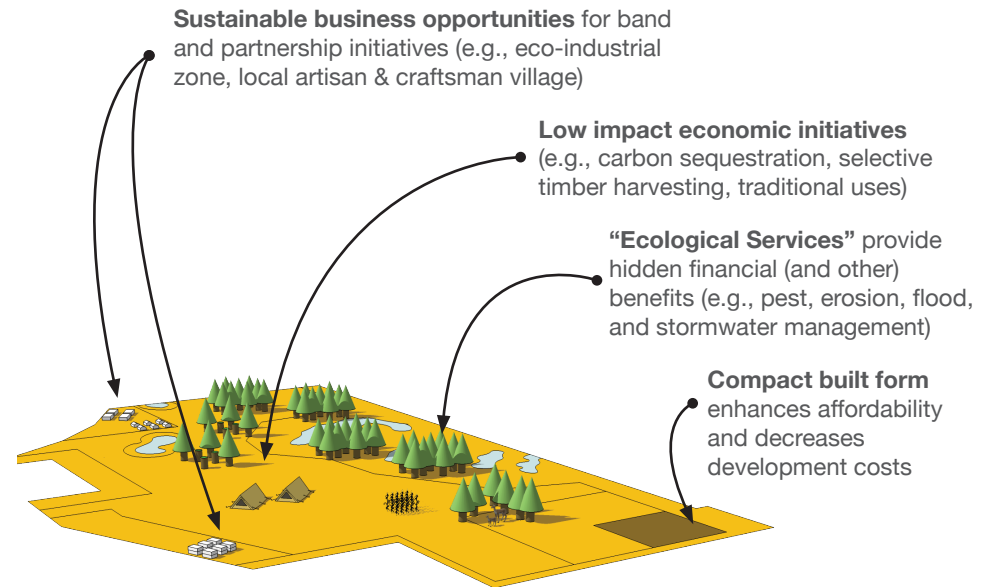 Sustainable business opportunities for band
and partnership initiatives (e.g., eco-industrial
zone, local artisan & craftsman village)
Low impact economic initiatives
(e.g., carbon sequestration, selective
timber harvesting, traditional uses)
“Ecological Services” provide
hidden financial (and other)
benefits (e.g., pest, erosion, flood,
and stormwater management)
Compact built form
enhances affordability
and decreases
development costs